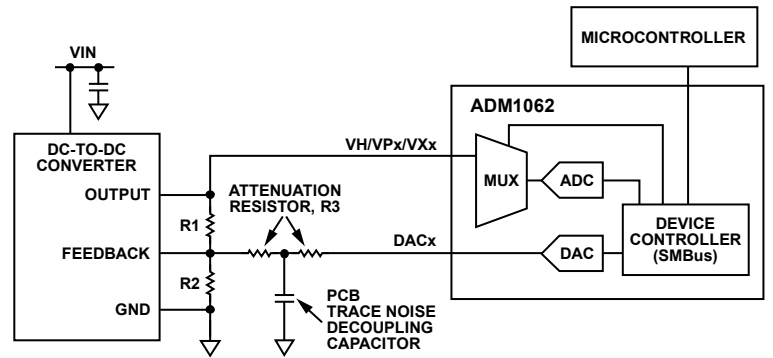 MICROCONTROLLER
VIN
ADM1062
DC-TO-DC
CONVERTER
VH/VPx/VXx
MUX
ADC
OUTPUT
ATTENUATION
RESISTOR, R3
R1
DEVICE
CONTROLLER
(SMBus)
FEEDBACK
DACx
DAC
R2
PCB
TRACE NOISE
DECOUPLING
CAPACITOR
GND